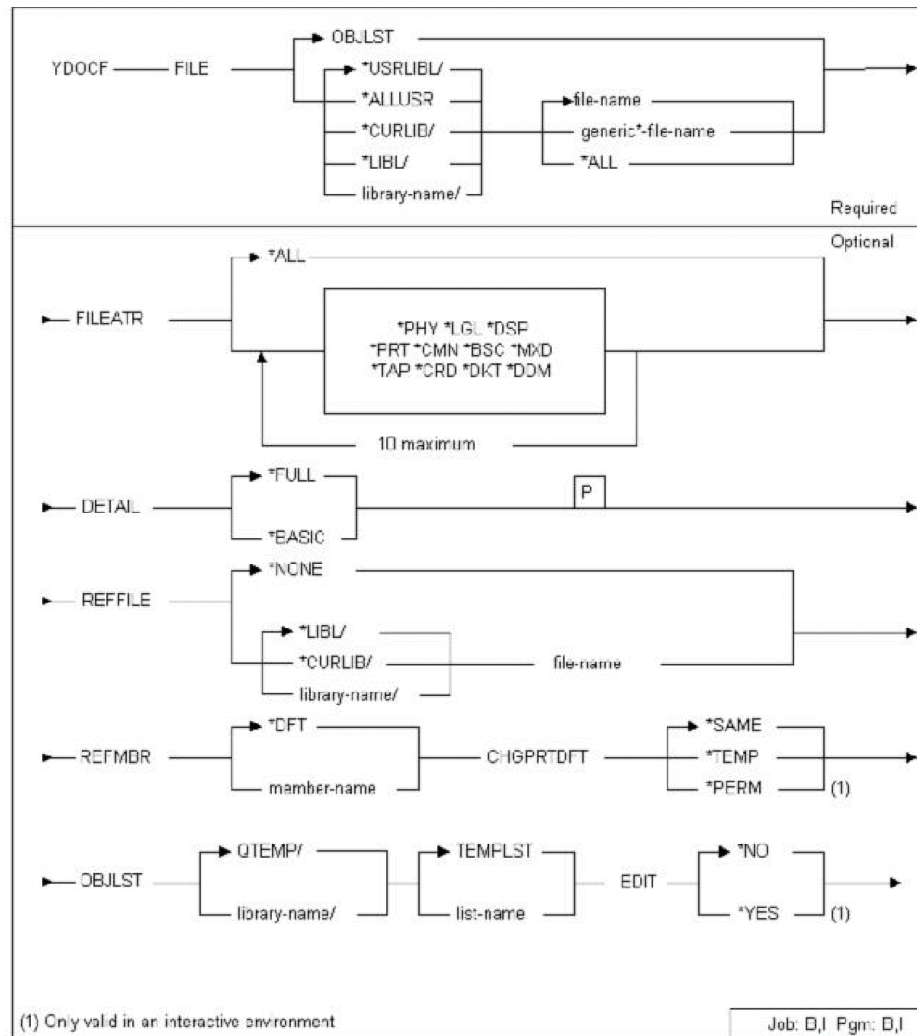 OBJLST
YDOCF FILE
*USRLIBL/
*ALLUSR
*CURLIB/
*LIBL/
library-name/
file-name
generic*-file-name
*ALL
Required
Optional
*ALL
FILEATR
*PHY *LGL *DSP
*PRT *CMN *BSC *MXD
*TAP *CRD *DKT *DDM
10 maximum
*FULL
DETAIL
P
*BASIC
*NONE
REFFILE
*LIBL/
*CURLIB/ file-name
library-name/
*DFT *SAME
REFMBR CHGPRTDFT *TEMP
member-name *PERM (1)
QTEMP/ TEMPLST *NO
OBJLST EDIT
library-name/ list-name *YES (1)
(1) Only valid in an interactive environment
Job: B,I Pgm: B,I